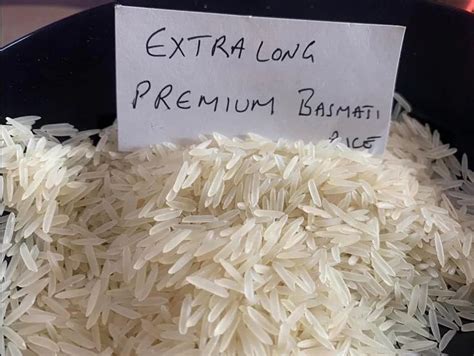 EXTRA LONG
PREMIUM BASMATI
RICE